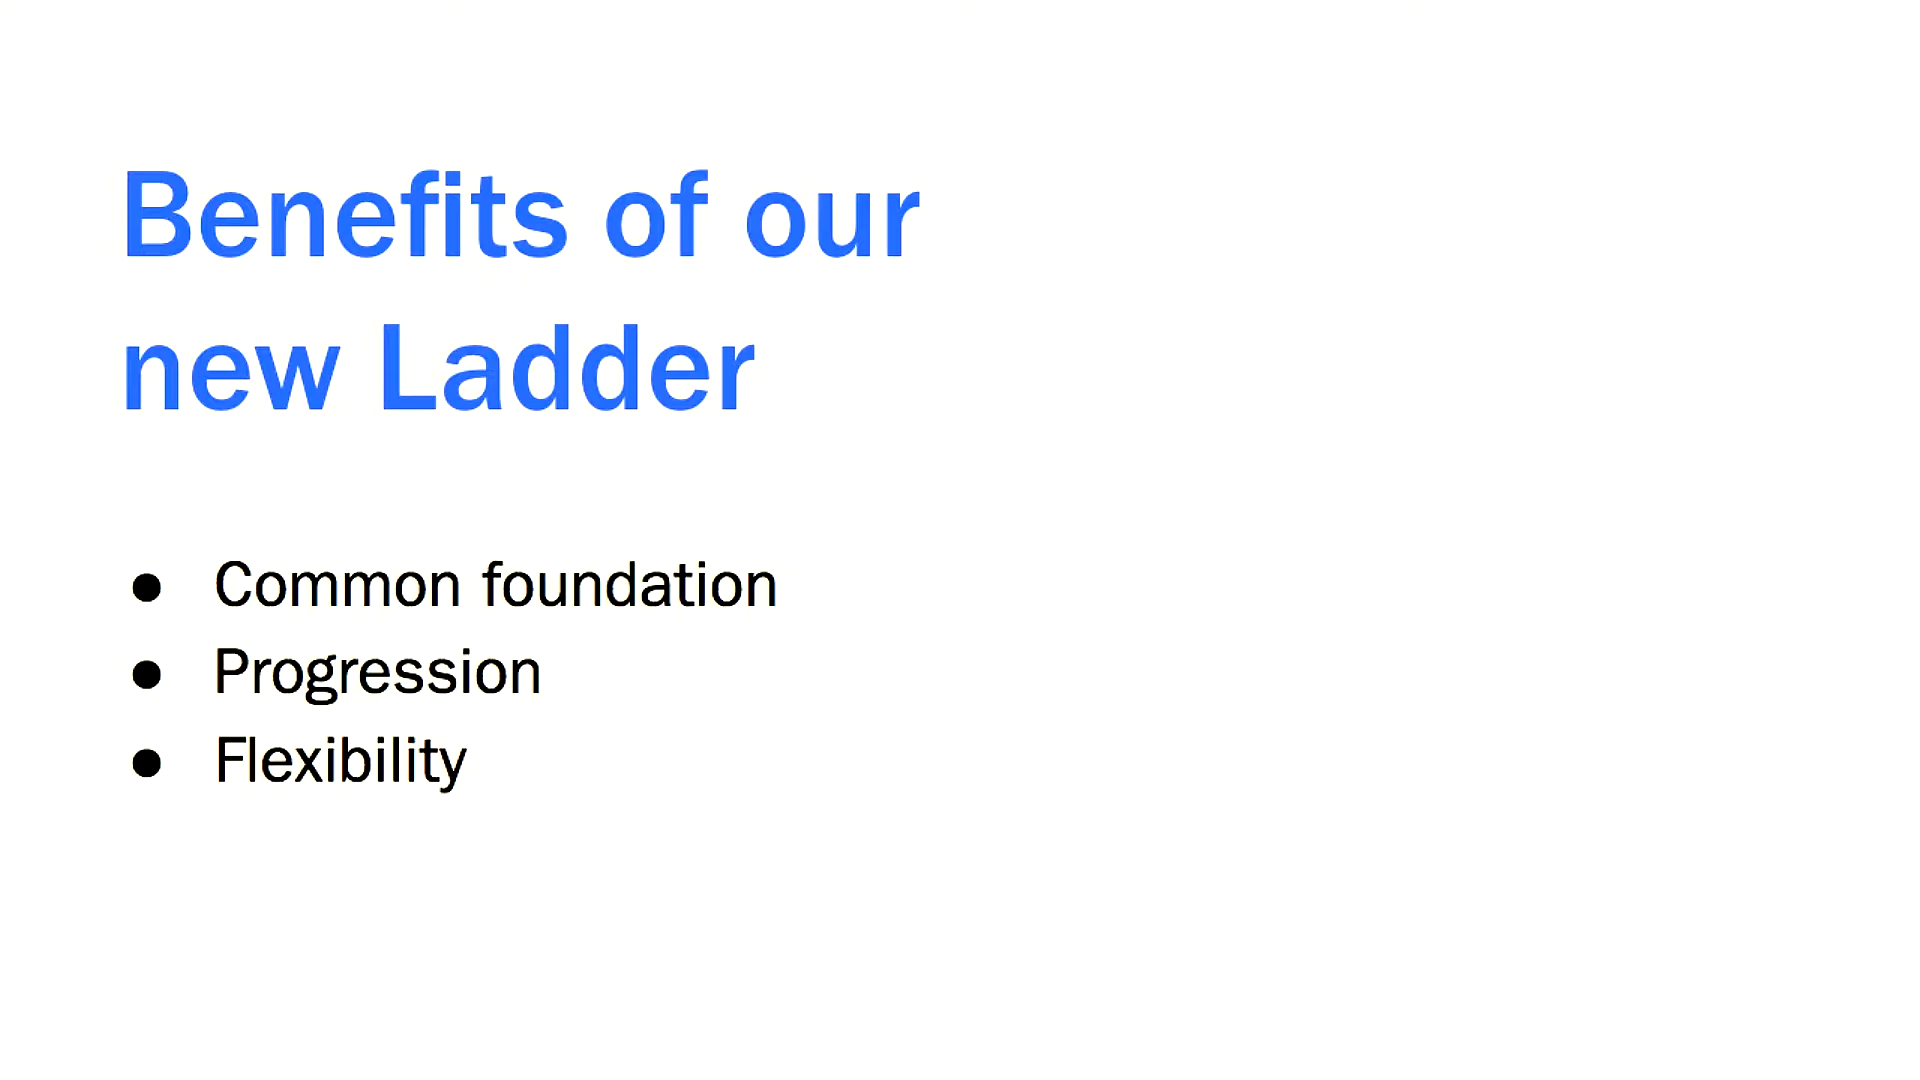 Benefits of our
new Ladder
● Common foundation
● Progression
● Flexibility